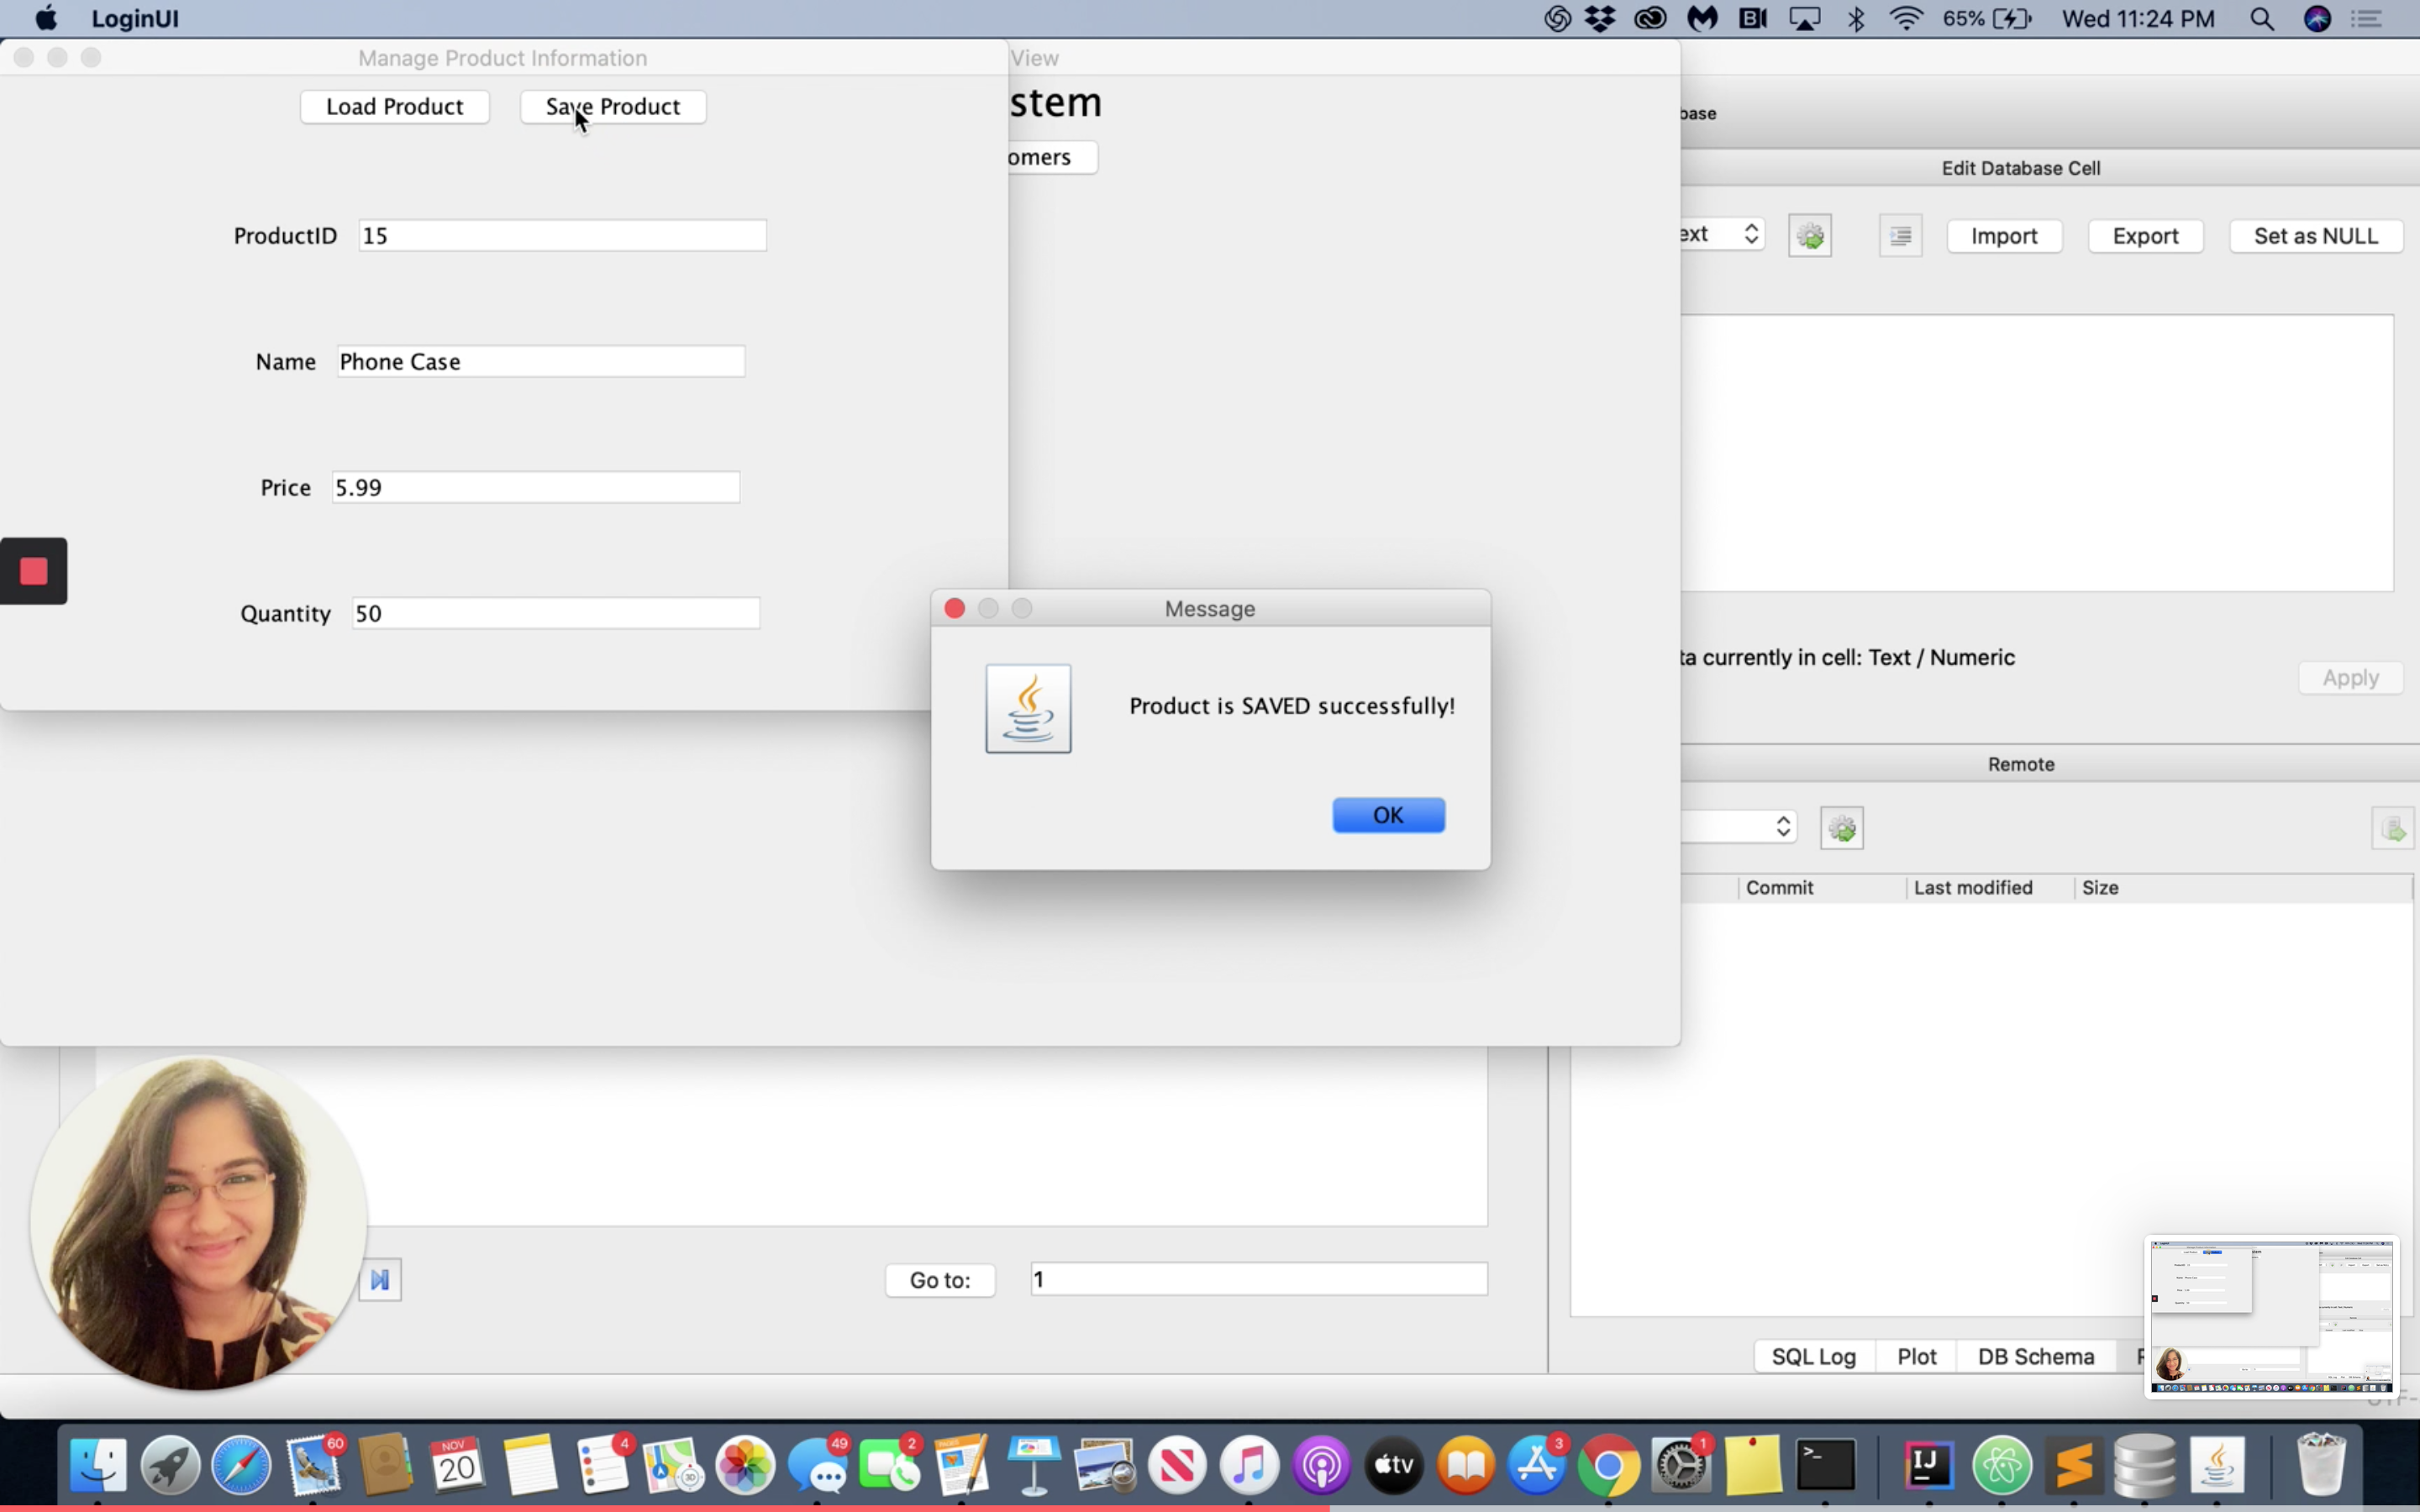 LoginUI
65%
Wed 11:24 PM
Manage Product Information
View
Load Product
Save Product
stem
omers
base
Edit Database Cell
ProductID
15
ext
Import
Export
Set as NULL
Name
Phone Case
Price
5.99
Quantity
50
Message
Product is SAVED successfully!
OK
ta currently in cell: Text / Numeric
Apply
Remote
Commit
Last modified
Size
Go to:
1
SQL Log
Plot
DB Schema
60
NOV
20
4
3D
49
2
tv
3
1
>_
IJ